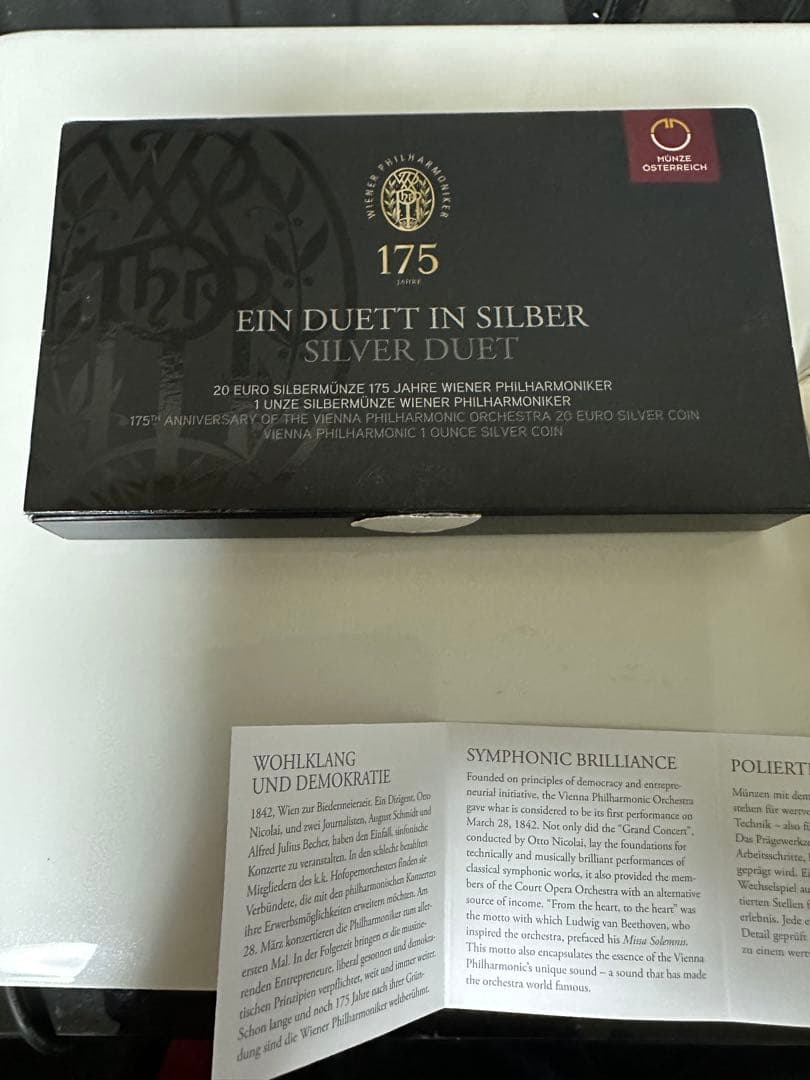 WIENER PHILHARMONIKER
175
JAHRE
MÜNZE
ÖSTERREICH
EIN DUETT IN SILBER
SILVER DUET
20 EURO SILBERMÜNZE 175 JAHRE WIENER PHILHARMONIKER
1 UNZE SILBERMÜNZE WIENER PHILHARMONIKER
175TH ANNIVERSARY OF THE VIENNA PHILHARMONIC ORCHESTRA 20 EURO SILVER COIN
VIENNA PHILHARMONIC 1 OUNCE SILVER COIN
WOHLKLANG
UND DEMOKRATIE
1842, Wien zur Biedermeierzeit. Ein Dirigent, Otto
Nicolai, und zwei Journalisten, August Schmidt und
Alfred Julius Becher, haben den Einfall, sinfonische
Konzerte zu veranstalten. In den schlecht bezahlten
Mitgliedern des k.k. Hofopernorchesters finden sie
Verbündete, die mit den philharmonischen Konzerten
ihre Erwerbsmöglichkeiten erweitern möchten. Am
28. März konzertieren die Philharmoniker zum aller-
ersten Mal. In der Folgezeit bringen es die musizie-
renden Entrepreneure, liberal gesonnen und demokra-
tischen Prinzipien verpflichtet, weit und immer weiter.
Schon lange und noch 175 Jahre nach ihrer Grün-
dung sind die Wiener Philharmoniker weltberühmt.
SYMPHONIC BRILLIANCE
Founded on principles of democracy and entrepre-
neurial initiative, the Vienna Philharmonic Orchestra
gave what is considered to be its first performance on
March 28, 1842. Not only did the "Grand Concert",
conducted by Otto Nicolai, lay the foundations for
technically and musically brilliant performances of
classical symphonic works, it also provided the mem-
bers of the Court Opera Orchestra with an alternative
source of income. "From the heart, to the heart" was
the motto with which Ludwig van Beethoven, who
inspired the orchestra, prefaced his Missa Solemnis.
This motto also encapsulates the essence of the Vienna
Philharmonic's unique sound – a sound that has made
the orchestra world famous.
POLIERT
Münzen mit dem
stehen für wertv
Technik – also fü
Das Prägewerkz
Arbeitsschritte,
geprägt wird. Ei
Wechselspiel au
tierten Stellen f
erlebnis. Jede e
Detail geprüft
zu einem wert